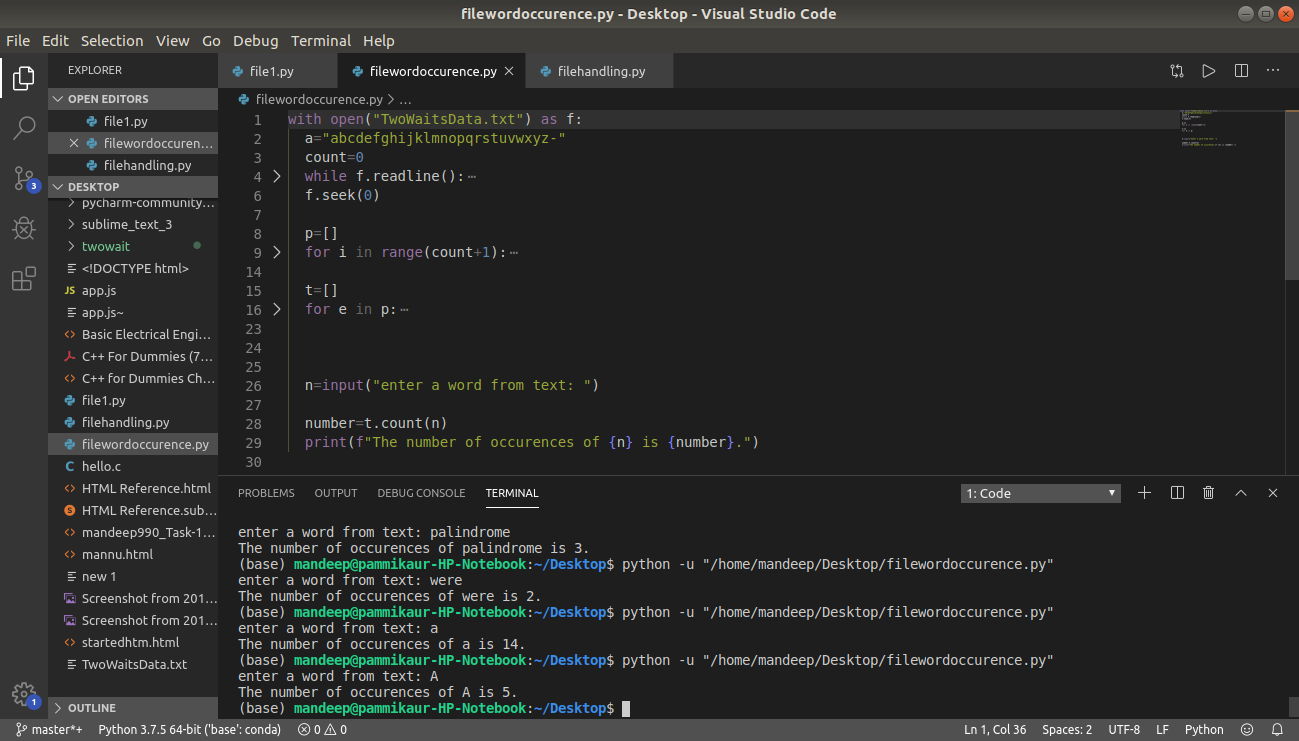 filewordoccurence.py - Desktop - Visual Studio Code
File Edit Selection View Go Debug Terminal Help
EXPLORER
OPEN EDITORS
file1.py
filewordoccuren...
filehandling.py
DESKTOP
pycharm-community...
sublime_text_3
twowait
<!DOCTYPE html>
JS app.js
app.js~
Basic Electrical Engi...
C++ For Dummies (7...
C++ for Dummies Ch...
file1.py
filehandling.py
filewordoccurence.py
C hello.c
HTML Reference.html
S HTML Reference.sub...
mandeep990_Task-1...
mannu.html
new 1
Screenshot from 201...
Screenshot from 201...
startedhtm.html
TwoWaitsData.txt
OUTLINE
3
1
file1.py filewordoccurence.py filehandling.py
filewordoccurence.py > ...
1 with open("TwoWaitsData.txt") as f:
2 a="abcdefghijklmnopqrstuvwxyz-"
3 count=0
4 while f.readline():⋯
6 f.seek(0)
7
8 p=[]
9 for i in range(count+1):⋯
14
15 t=[]
16 for e in p:⋯
23
24
25
26 n=input("enter a word from text: ")
27
28 number=t.count(n)
29 print(f"The number of occurences of {n} is {number}.")
30
PROBLEMS OUTPUT DEBUG CONSOLE TERMINAL 1: Code
enter a word from text: palindrome
The number of occurences of palindrome is 3.
(base) mandeep@pammikaur-HP-Notebook:~/Desktop$ python -u "/home/mandeep/Desktop/filewordoccurence.py"
enter a word from text: were
The number of occurences of were is 2.
(base) mandeep@pammikaur-HP-Notebook:~/Desktop$ python -u "/home/mandeep/Desktop/filewordoccurence.py"
enter a word from text: a
The number of occurences of a is 14.
(base) mandeep@pammikaur-HP-Notebook:~/Desktop$ python -u "/home/mandeep/Desktop/filewordoccurence.py"
enter a word from text: A
The number of occurences of A is 5.
(base) mandeep@pammikaur-HP-Notebook:~/Desktop$
master*+ Python 3.7.5 64-bit ('base': conda) 0 0 Ln 1, Col 36 Spaces: 2 UTF-8 LF Python